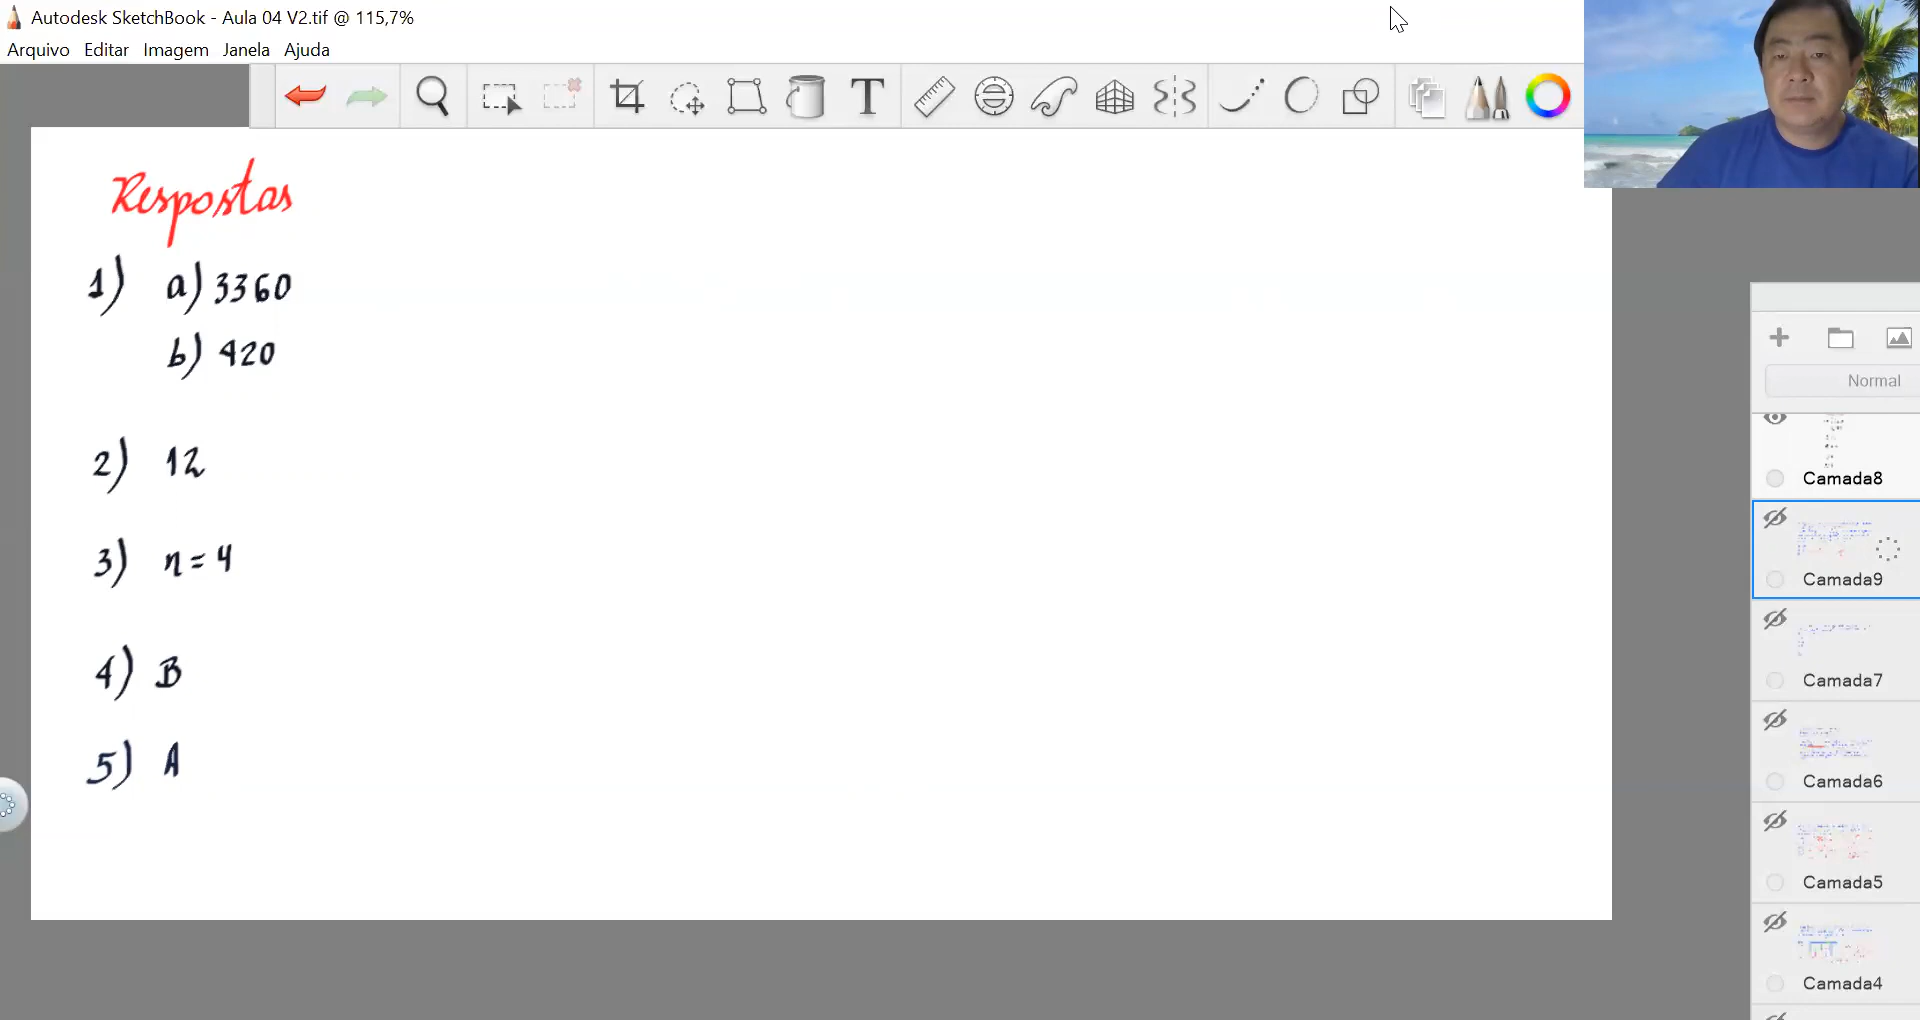 Autodesk SketchBook - Aula 04 V2.tif @ 115,7%
Arquivo Editar Imagem Janela Ajuda
T
Respostas
1) a) 3360
b) 420
2) 12
3) n = 4
4) B
5) A
Normal
Camada8
Camada9
Camada7
Camada6
Camada5
Camada4